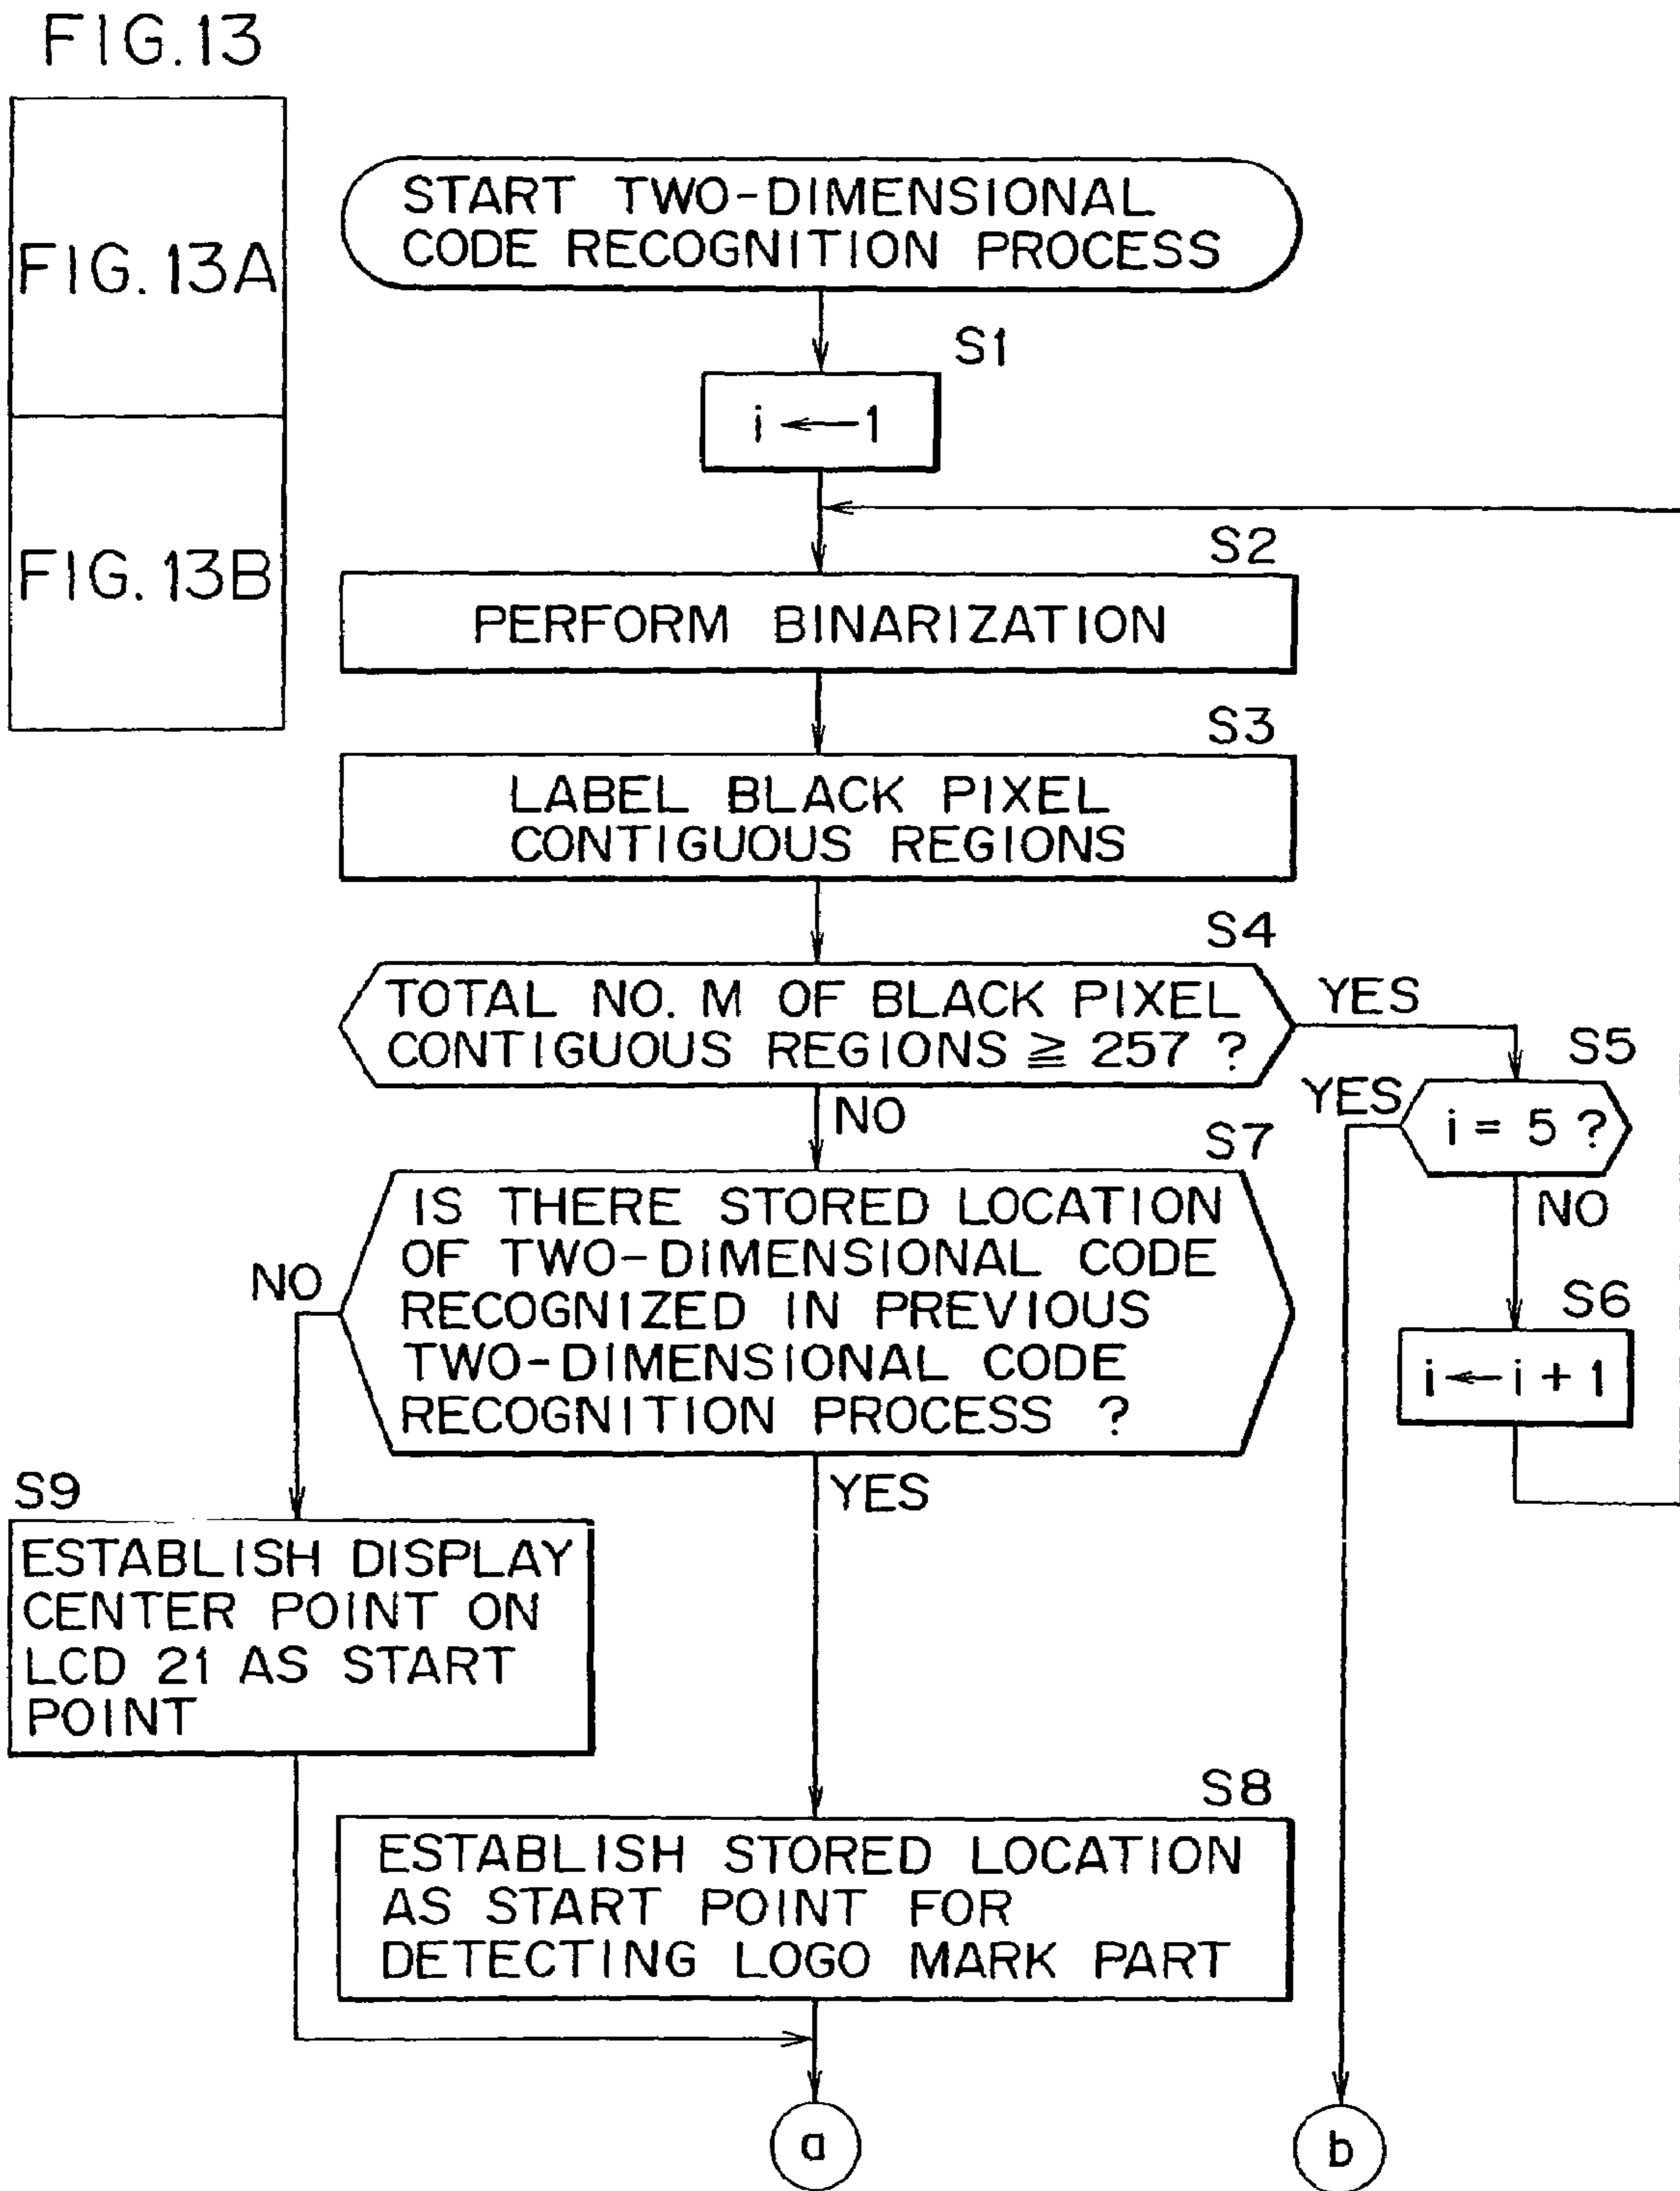 FIG.13
FIG.13A
FIG.13B
START TWO-DIMENSIONAL
CODE RECOGNITION PROCESS
S1
i ← 1
S2
PERFORM BINARIZATION
S3
LABEL BLACK PIXEL
CONTIGUOUS REGIONS
S4
TOTAL NO. M OF BLACK PIXEL
CONTIGUOUS REGIONS ≧ 257 ?
YES
NO
S5
i = 5 ?
YES
NO
S6
i ← i + 1
S7
IS THERE STORED LOCATION
OF TWO-DIMENSIONAL CODE
RECOGNIZED IN PREVIOUS
TWO-DIMENSIONAL CODE
RECOGNITION PROCESS ?
NO
YES
S9
ESTABLISH DISPLAY
CENTER POINT ON
LCD 21 AS START
POINT
S8
ESTABLISH STORED LOCATION
AS START POINT FOR
DETECTING LOGO MARK PART
a
b